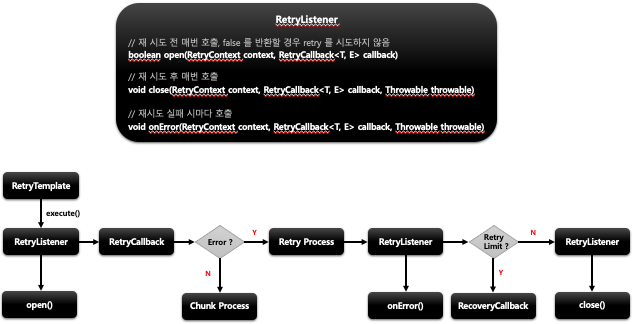 RetryListener
// 재 시도 전 매번 호출, false 를 반환할 경우 retry 를 시도하지 않음
boolean open(RetryContext context, RetryCallback<T, E> callback)
// 재 시도 후 매번 호출
void close(RetryContext context, RetryCallback<T, E> callback, Throwable throwable)
// 재시도 실패 시마다 호출
void onError(RetryContext context, RetryCallback<T, E> callback, Throwable throwable)
RetryTemplate
execute()
RetryListener
RetryCallback
Error ?
Y
Retry Process
RetryListener
Retry
Limit ?
N
RetryListener
N
Y
open()
Chunk Process
onError()
RecoveryCallback
close()